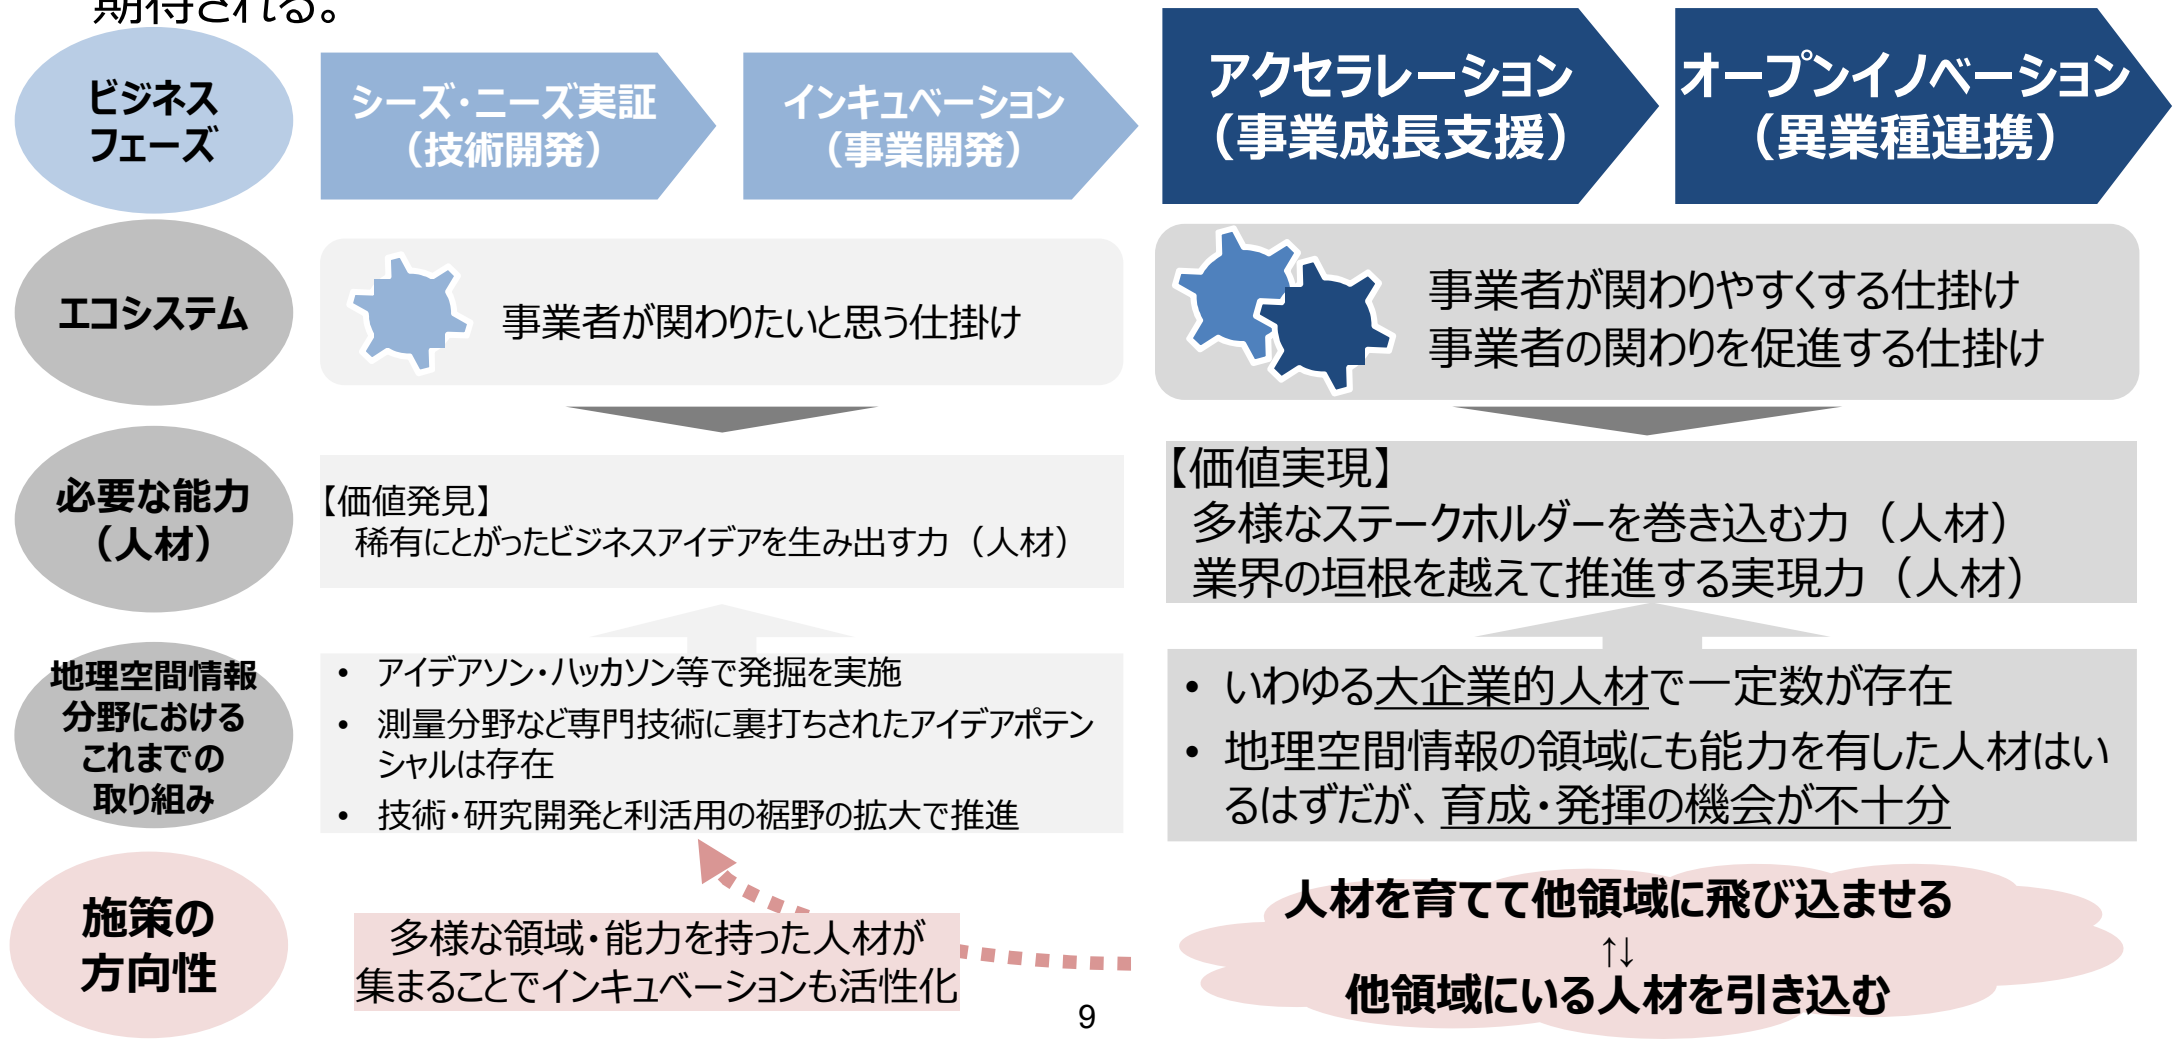 期待される。
ビジネス
フェーズ
シーズ・ニーズ実証
（技術開発）
インキュベーション
（事業開発）
アクセラレーション
（事業成長支援）
オープンイノベーション
（異業種連携）
エコシステム
事業者が関わりたいと思う仕掛け
事業者が関わりやすくする仕掛け
事業者の関わりを促進する仕掛け
必要な能力
（人材）
【価値発見】
稀有にとがったビジネスアイデアを生み出す力（人材）
【価値実現】
多様なステークホルダーを巻き込む力（人材）
業界の垣根を越えて推進する実現力（人材）
地理空間情報
分野における
これまでの
取り組み
• アイデアソン・ハッカソン等で発掘を実施
• 測量分野など専門技術に裏打ちされたアイデアポテン
シャルは存在
• 技術・研究開発と利活用の裾野の拡大で推進
• いわゆる大企業的人材で一定数が存在
• 地理空間情報の領域にも能力を有した人材はい
るはずだが、育成・発揮の機会が不十分
施策の
方向性
多様な領域・能力を持った人材が
集まることでインキュベーションも活性化
人材を育てて他領域に飛び込ませる
↑↓
他領域にいる人材を引き込む
9